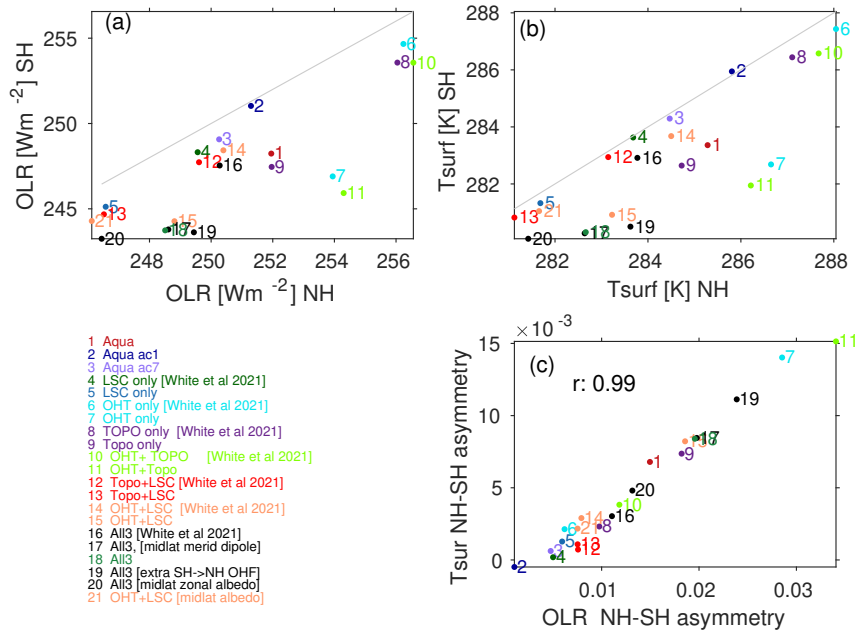 (a)
OLR [Wm⁻²] SH
255
250
245
248 250 252 254 256
OLR [Wm⁻²] NH
1
2
3
4
5
6
7
8
9
10
11
12
13
14
16
17
18
19
20
21
(b)
Tsurf [K] SH
288
286
284
282
282 284 286 288
Tsurf [K] NH
1
2
3
4
5
6
7
8
9
10
11
12
13
14
15
16
18
19
20
21
1 Aqua
2 Aqua ac1
3 Aqua ac7
4 LSC only [White et al 2021]
5 LSC only
6 OHT only [White et al 2021]
7 OHT only
8 TOPO only [White et al 2021]
9 Topo only
10 OHT+ TOPO [White et al 2021]
11 OHT+Topo
12 Topo+LSC [White et al 2021]
13 Topo+LSC
14 OHT+LSC [White et al 2021]
15 OHT+LSC
16 All3 [White et al 2021]
17 All3, [midlat merid dipole]
18 All3
19 All3 [extra SH->NH OHF]
20 All3 [midlat zonal albedo]
21 OHT+LSC [midlat albedo]
× 10⁻³
(c)
r: 0.99
Tsur NH-SH asymmetry
15
10
5
0
0.01 0.02 0.03
OLR NH-SH asymmetry
1
2
3
4
5
6
7
8
9
10
11
12
13
14
16
17
18
19
20
21